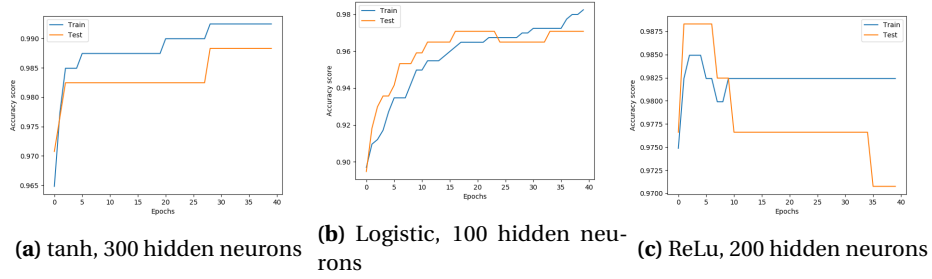 Train
Test
0.990
0.985
0.980
0.975
0.970
0.965
Accuracy score
0 5 10 15 20 25 30 35 40
Epochs
(a) tanh, 300 hidden neurons
Train
Test
0.98
0.96
0.94
0.92
0.90
Accuracy score
0 5 10 15 20 25 30 35 40
Epochs
(b) Logistic, 100 hidden neu-
rons
Train
Test
0.9875
0.9850
0.9825
0.9800
0.9775
0.9750
0.9725
0.9700
Accuracy score
0 5 10 15 20 25 30 35 40
Epochs
(c) ReLu, 200 hidden neurons